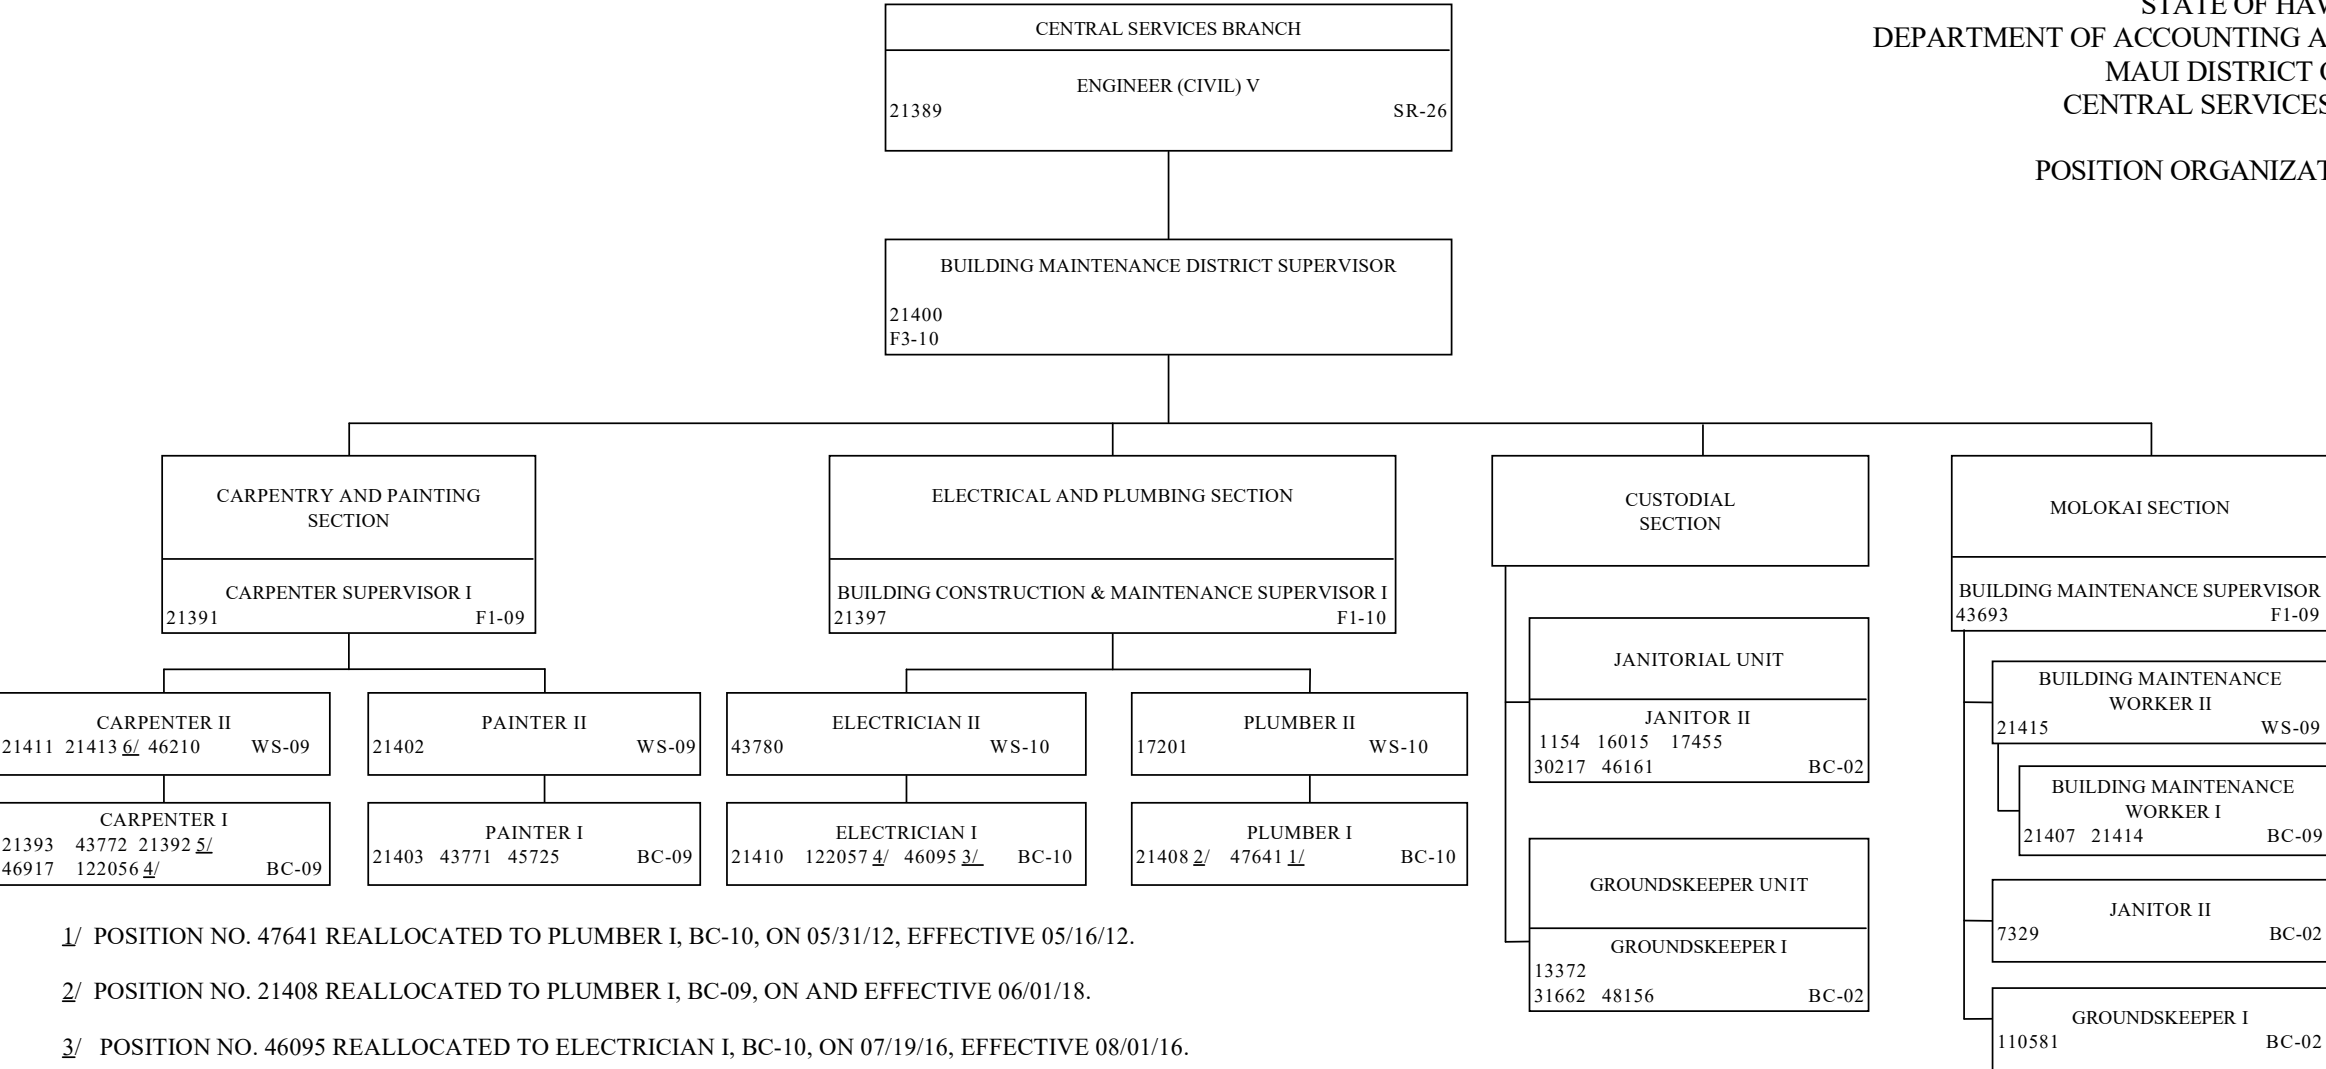 STATE OF HAW
DEPARTMENT OF ACCOUNTING A
MAUI DISTRICT
CENTRAL SERVICES
POSITION ORGANIZAT
CENTRAL SERVICES BRANCH
ENGINEER (CIVIL) V
21389 SR-26
BUILDING MAINTENANCE DISTRICT SUPERVISOR
21400
F3-10
CARPENTRY AND PAINTING
SECTION
CARPENTER SUPERVISOR I
21391 F1-09
CARPENTER II
21411 21413 6/ 46210 WS-09
CARPENTER I
21393 43772 21392 5/
46917 122056 4/ BC-09
PAINTER II
21402 WS-09
PAINTER I
21403 43771 45725 BC-09
ELECTRICAL AND PLUMBING SECTION
BUILDING CONSTRUCTION & MAINTENANCE SUPERVISOR I
21397 F1-10
ELECTRICIAN II
43780 WS-10
ELECTRICIAN I
21410 122057 4/ 46095 3/ BC-10
PLUMBER II
17201 WS-10
PLUMBER I
21408 2/ 47641 1/ BC-10
CUSTODIAL
SECTION
JANITORIAL UNIT
JANITOR II
1154 16015 17455
30217 46161 BC-02
GROUNDSKEEPER UNIT
GROUNDSKEEPER I
13372
31662 48156 BC-02
MOLOKAI SECTION
BUILDING MAINTENANCE SUPERVISOR
43693 F1-09
BUILDING MAINTENANCE
WORKER II
21415 WS-09
BUILDING MAINTENANCE
WORKER I
21407 21414 BC-09
JANITOR II
7329 BC-02
GROUNDSKEEPER I
110581 BC-02
1/ POSITION NO. 47641 REALLOCATED TO PLUMBER I, BC-10, ON 05/31/12, EFFECTIVE 05/16/12.
2/ POSITION NO. 21408 REALLOCATED TO PLUMBER I, BC-09, ON AND EFFECTIVE 06/01/18.
3/ POSITION NO. 46095 REALLOCATED TO ELECTRICIAN I, BC-10, ON 07/19/16, EFFECTIVE 08/01/16.